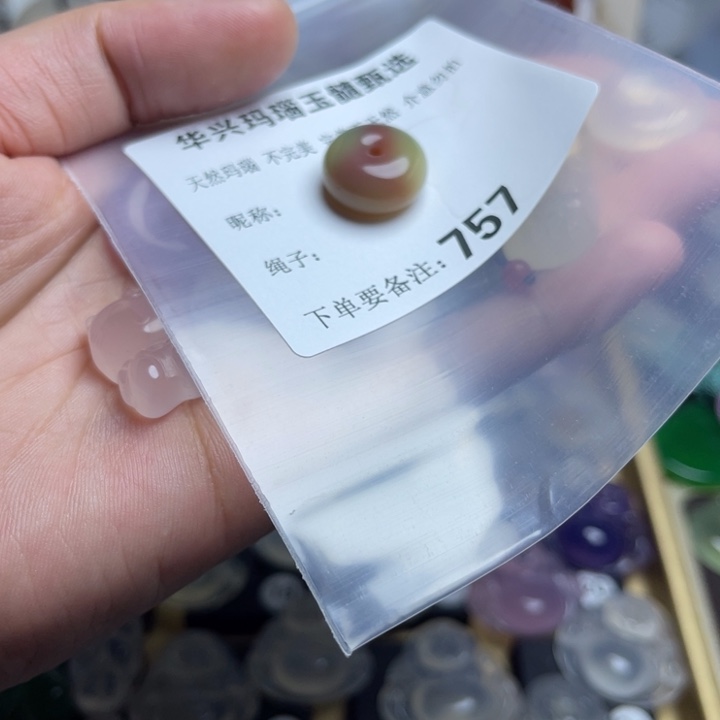 华兴玛瑙玉髓甄选
天然玛瑙 不完美 介意勿拍
昵称:
绳子:
下单要备注: 757